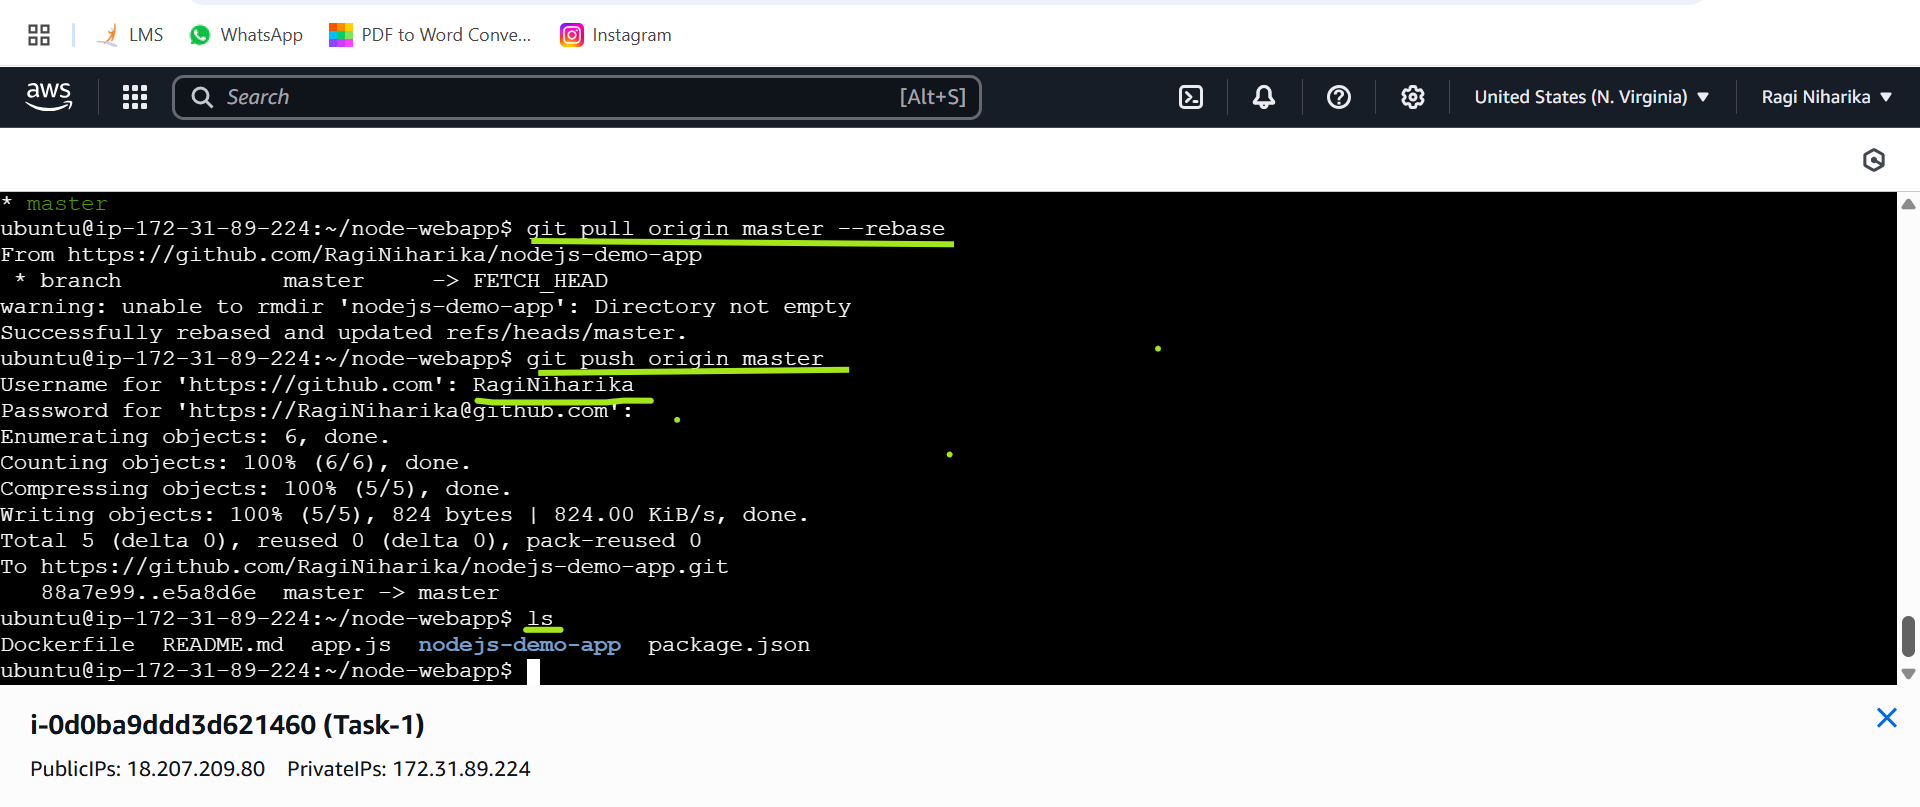 LMS WhatsApp PDF to Word Conve... Instagram
aws Search [Alt+S] United States (N. Virginia) ▼ Ragi Niharika ▼
* master
ubuntu@ip-172-31-89-224:~/node-webapp$ git pull origin master --rebase
From https://github.com/RagiNiharika/nodejs-demo-app
 * branch            master     -> FETCH_HEAD
warning: unable to rmdir 'nodejs-demo-app': Directory not empty
Successfully rebased and updated refs/heads/master.
ubuntu@ip-172-31-89-224:~/node-webapp$ git push origin master
Username for 'https://github.com': RagiNiharika
Password for 'https://RagiNiharika@github.com':
Enumerating objects: 6, done.
Counting objects: 100% (6/6), done.
Compressing objects: 100% (5/5), done.
Writing objects: 100% (5/5), 824 bytes | 824.00 KiB/s, done.
Total 5 (delta 0), reused 0 (delta 0), pack-reused 0
To https://github.com/RagiNiharika/nodejs-demo-app.git
   88a7e99..e5a8d6e  master -> master
ubuntu@ip-172-31-89-224:~/node-webapp$ ls
Dockerfile  README.md  app.js  nodejs-demo-app  package.json
ubuntu@ip-172-31-89-224:~/node-webapp$
i-0d0ba9ddd3d621460 (Task-1)
PublicIPs: 18.207.209.80 PrivateIPs: 172.31.89.224